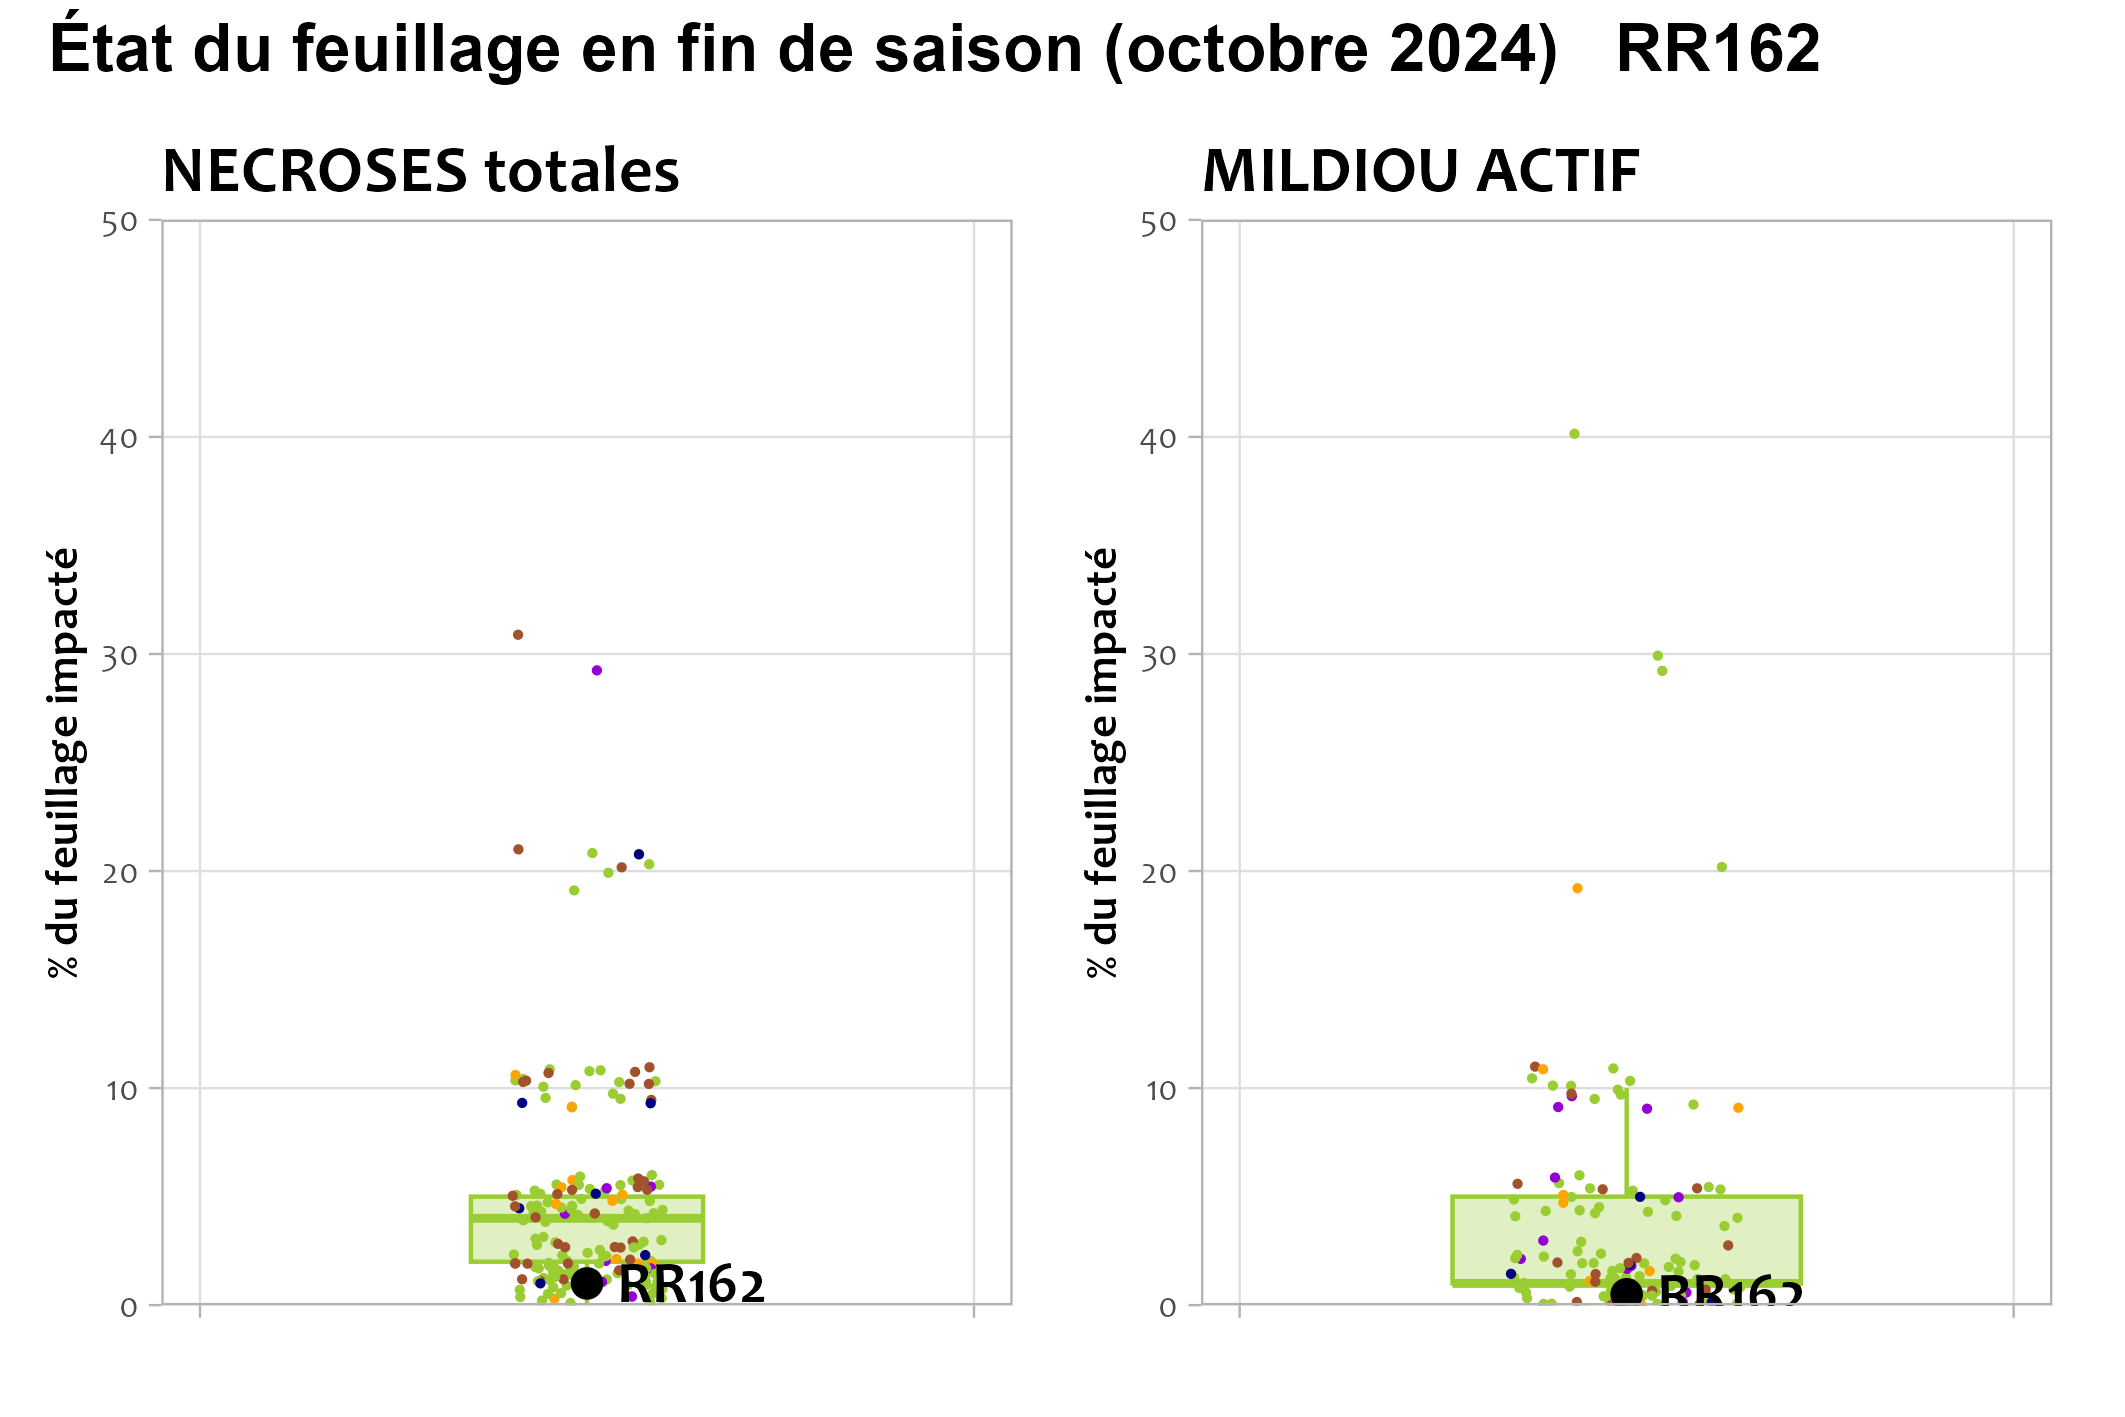 État du feuillage en fin de saison (octobre 2024) RR162
NECROSES totales
MILDIOU ACTIF
% du feuillage impacté
50
40
30
20
10
0
RR162
% du feuillage impacté
50
40
30
20
10
0
RR162